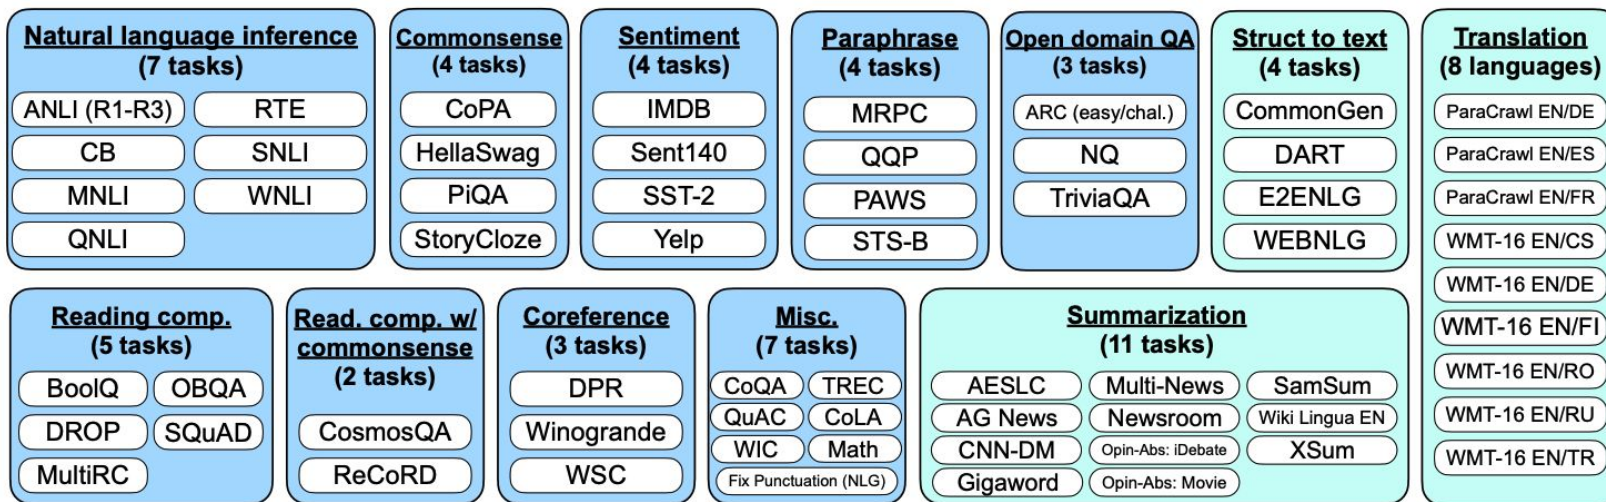 Natural language inference
(7 tasks)
ANLI (R1-R3)
RTE
CB
SNLI
MNLI
WNLI
QNLI
Commonsense
(4 tasks)
CoPA
HellaSwag
PiQA
StoryCloze
Sentiment
(4 tasks)
IMDB
Sent140
SST-2
Yelp
Paraphrase
(4 tasks)
MRPC
QQP
PAWS
STS-B
Open domain QA
(3 tasks)
ARC (easy/chal.)
NQ
TriviaQA
Struct to text
(4 tasks)
CommonGen
DART
E2ENLG
WEBNLG
Translation
(8 languages)
ParaCrawl EN/DE
ParaCrawl EN/ES
ParaCrawl EN/FR
WMT-16 EN/CS
WMT-16 EN/DE
WMT-16 EN/FI
WMT-16 EN/RO
WMT-16 EN/RU
WMT-16 EN/TR
Reading comp.
(5 tasks)
BoolQ
OBQA
DROP
SQuAD
MultiRC
Read. comp. w/
commonsense
(2 tasks)
CosmosQA
ReCoRD
Coreference
(3 tasks)
DPR
Winogrande
WSC
Misc.
(7 tasks)
CoQA
TREC
QuAC
CoLA
WIC
Math
Fix Punctuation (NLG)
Summarization
(11 tasks)
AESLC
Multi-News
SamSum
AG News
Newsroom
Wiki Lingua EN
CNN-DM
Opin-Abs: iDebate
XSum
Gigaword
Opin-Abs: Movie